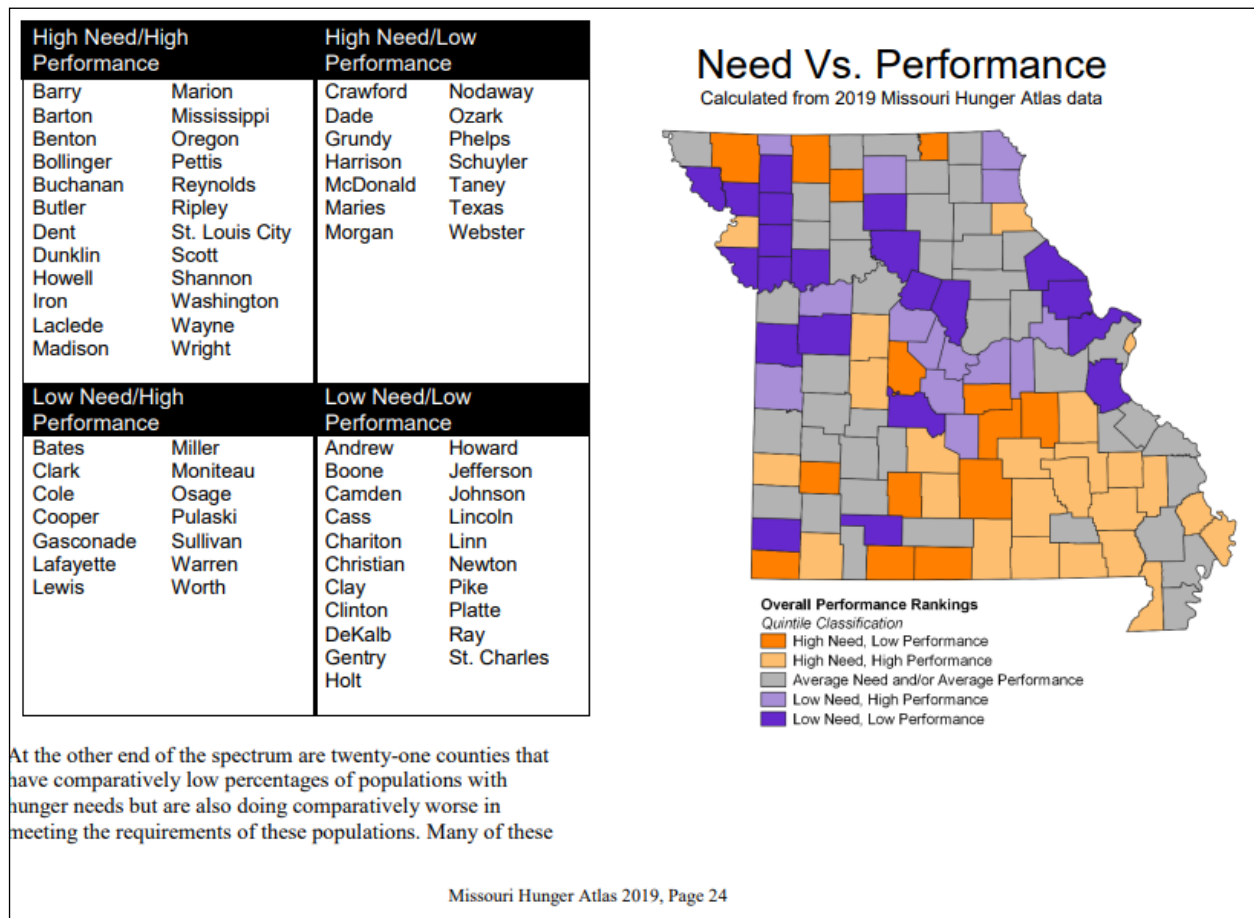 High Need/High
Performance
High Need/Low
Performance
Barry Marion
Barton Mississippi
Benton Oregon
Bollinger Pettis
Buchanan Reynolds
Butler Ripley
Dent St. Louis City
Dunklin Scott
Howell Shannon
Iron Washington
Laclede Wayne
Madison Wright
Crawford Nodaway
Dade Ozark
Grundy Phelps
Harrison Schuyler
McDonald Taney
Maries Texas
Morgan Webster
Low Need/High
Performance
Low Need/Low
Performance
Bates Miller
Clark Moniteau
Cole Osage
Cooper Pulaski
Gasconade Sullivan
Lafayette Warren
Lewis Worth
Andrew Howard
Boone Jefferson
Camden Johnson
Cass Lincoln
Chariton Linn
Christian Newton
Clay Pike
Clinton Platte
DeKalb Ray
Gentry St. Charles
Holt
Need Vs. Performance
Calculated from 2019 Missouri Hunger Atlas data
Overall Performance Rankings
Quintile Classification
High Need, Low Performance
High Need, High Performance
Average Need and/or Average Performance
Low Need, High Performance
Low Need, Low Performance
At the other end of the spectrum are twenty-one counties that
have comparatively low percentages of populations with
hunger needs but are also doing comparatively worse in
meeting the requirements of these populations. Many of these
Missouri Hunger Atlas 2019, Page 24